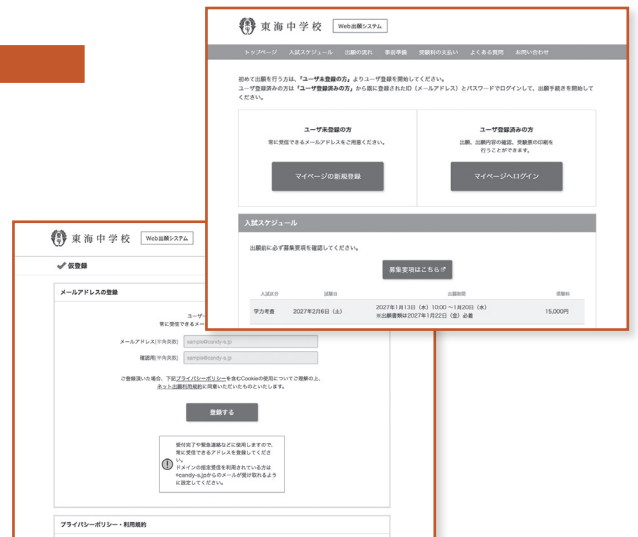 東海中学校 Web出願システム
トップページ 入試スケジュール 出願の流れ 事前準備 受験料の支払い よくある質問 お問い合わせ
初めて出願を行う方は、「ユーザ未登録の方」よりユーザ登録を開始してください。
ユーザ登録済みの方は「ユーザ登録済みの方」から既に登録されたID(メールアドレス)とパスワードでログインして、出願手続きを開始して
ください。
ユーザ未登録の方
常に受信できるメールアドレスをご用意ください。
マイページの新規登録
ユーザ登録済みの方
出願、出願内容の確認、受験票の印刷を
行うことができます。
マイページへログイン
入試スケジュール
出願前に必ず募集要項を確認してください。
募集要項はこちら
入試区分 試験日 出願期間 受験料
学力考査 2027年2月6日(土) 2027年1月13日(水)10:00 ~1月20日(水) 15,000円
※出願書類は2027年1月22日(金)必着
東海中学校 Web出願システム
仮登録
メールアドレスの登録
ユーザ
常に受信できるメー
メールアドレス[半角英数] sample@candy-s.jp
確認用[半角英数] sample@candy-s.jp
ご登録頂いた場合、下記プライバシーポリシーを含むCookieの使用についてご理解の上、
ネット出願利用規約に同意いただいたものといたします。
登録する
受付完了や緊急連絡などに使用しますので、
常に受信できるアドレスを登録してくださ
い。
ドメインの指定受信を利用されている方は
@candy-s.jpからのメールが受け取れるよう
に設定してください。
プライバシーポリシー・利用規約